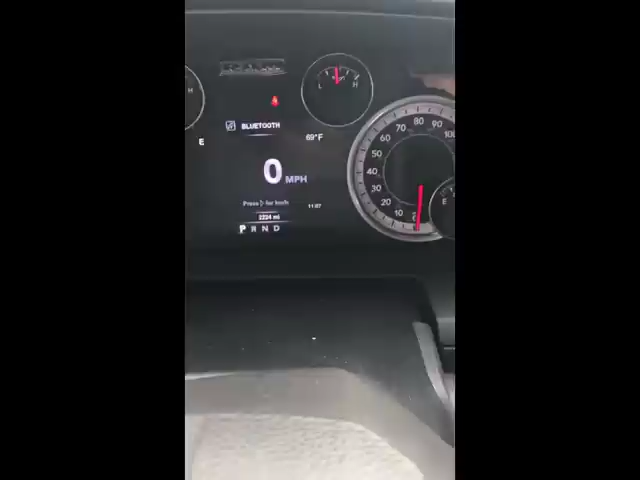 L H
H
BLUETOOTH
E 69°F
0 MPH
Press ▷ for km/h 11:07
2224 mi
P R N D
10 20 30 40 50 60 70 80 90 100
E